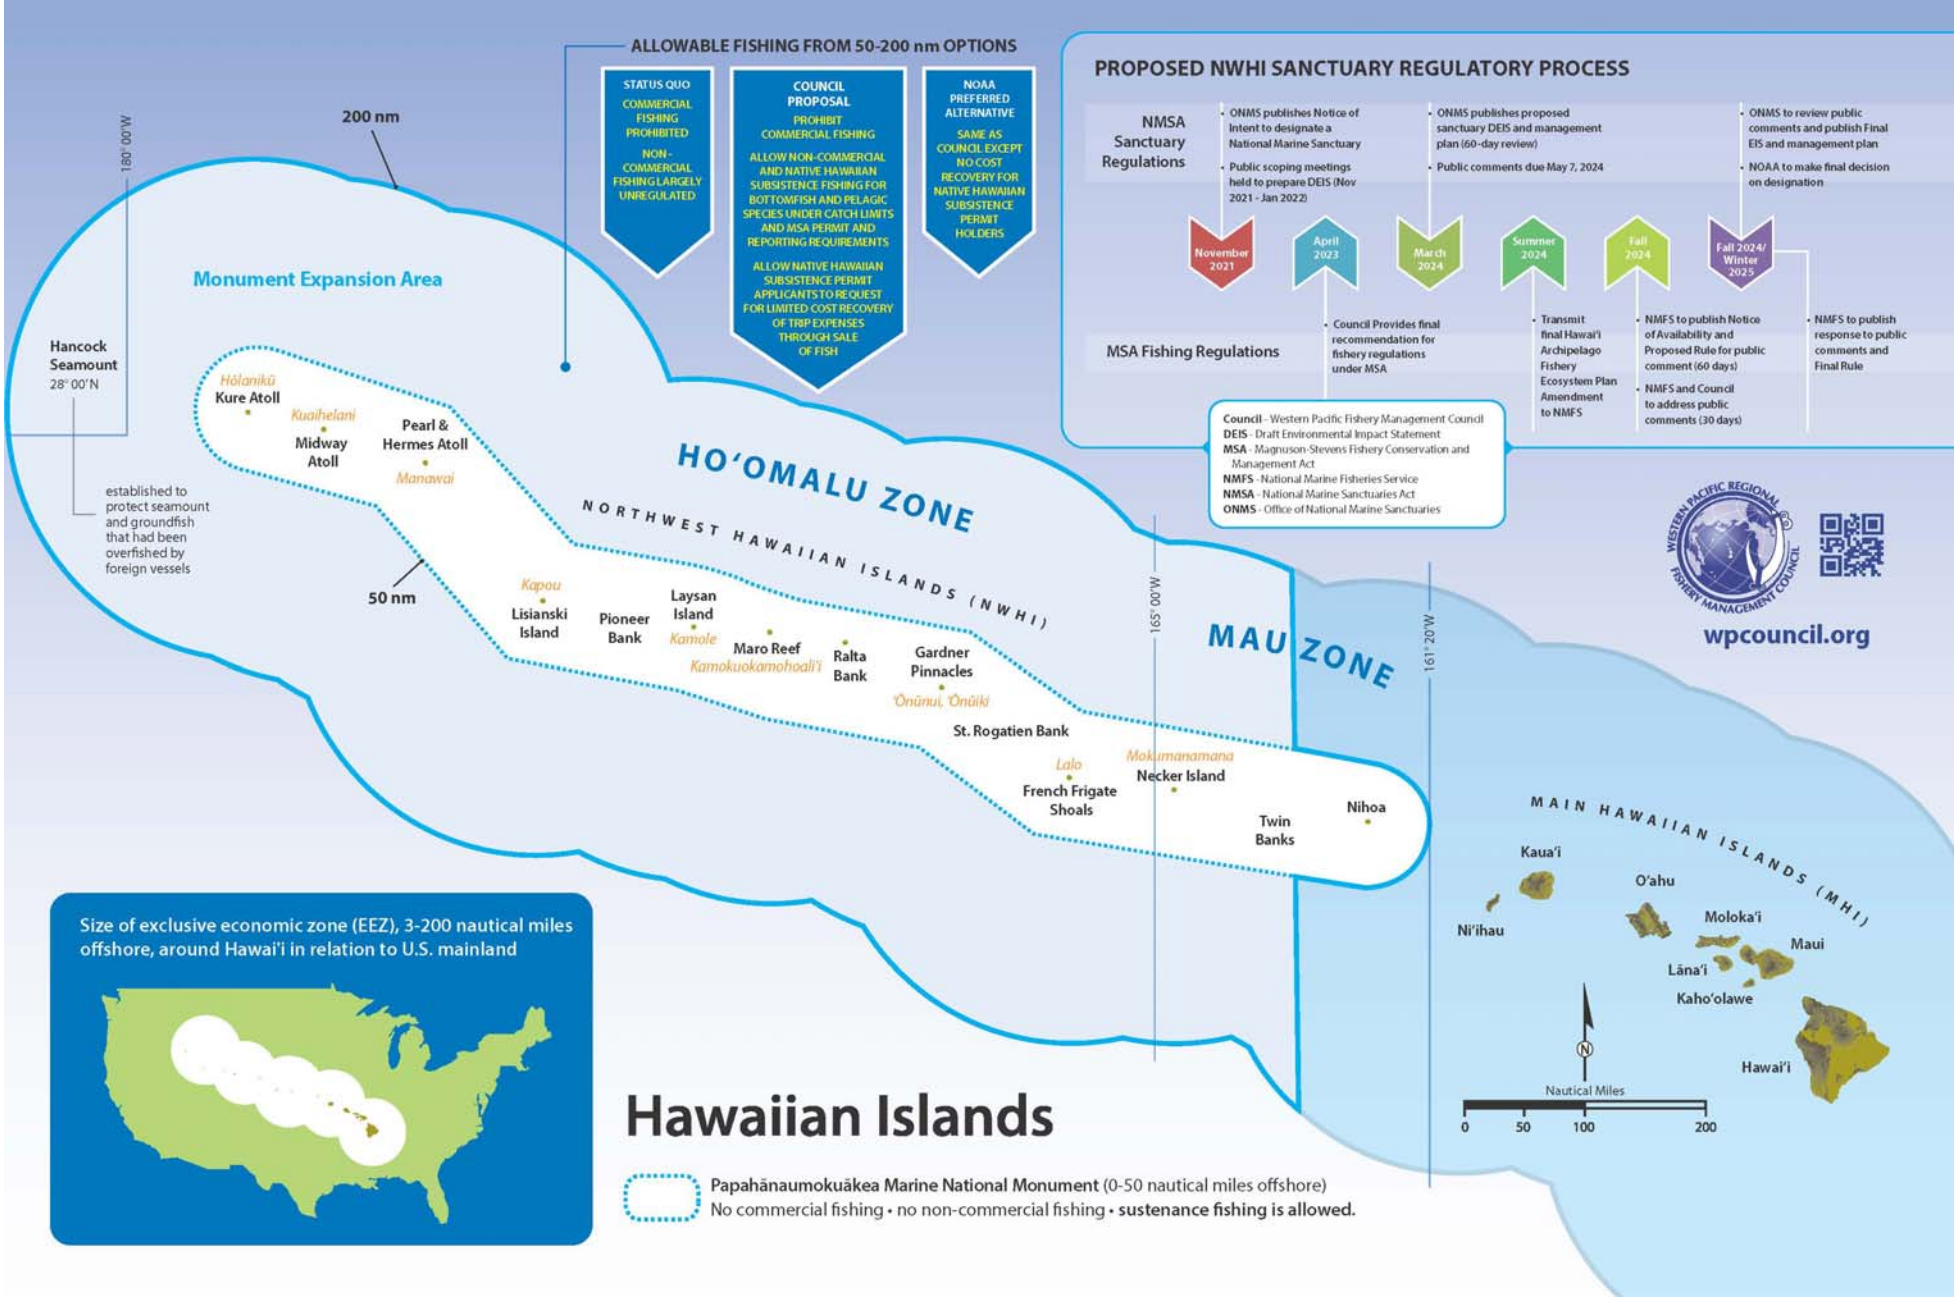 ALLOWABLE FISHING FROM 50-200 nm OPTIONS
STATUS QUO
COMMERCIAL
FISHING
PROHIBITED
NON-
COMMERCIAL
FISHING LARGELY
UNREGULATED
COUNCIL
PROPOSAL
PROHIBIT
COMMERCIAL FISHING
ALLOW NON-COMMERCIAL
AND NATIVE HAWAIIAN
SUBSISTENCE FISHING FOR
BOTTOMFISH AND PELAGIC
SPECIES UNDER CATCH LIMITS
AND MSA PERMIT AND
REPORTING REQUIREMENTS
ALLOW NATIVE HAWAIIAN
SUBSISTENCE PERMIT
APPLICANTS TO REQUEST
FOR LIMITED COST RECOVERY
OF TRIP EXPENSES
THROUGH SALE
OF FISH
NOAA
PREFERRED
ALTERNATIVE
SAME AS
COUNCIL EXCEPT
NO COST
RECOVERY FOR
NATIVE HAWAIIAN
SUBSISTENCE
PERMIT
HOLDERS
PROPOSED NWHI SANCTUARY REGULATORY PROCESS
NMSA
Sanctuary
Regulations
• ONMS publishes Notice of
Intent to designate a
National Marine Sanctuary
• Public scoping meetings
held to prepare DEIS (Nov
2021 - Jan 2022)
• ONMS publishes proposed
sanctuary DEIS and management
plan (60-day review)
• Public comments due May 7, 2024
• ONMS to review public
comments and publish Final
EIS and management plan
• NOAA to make final decision
on designation
November
2021
April
2023
March
2024
Summer
2024
Fall
2024
Fall 2024/
Winter
2025
MSA Fishing Regulations
• Council Provides final
recommendation for
fishery regulations
under MSA
• Transmit
final Hawai‘i
Archipelago
Fishery
Ecosystem Plan
Amendment
to NMFS
• NMFS to publish Notice
of Availability and
Proposed Rule for public
comment (60 days)
• NMFS and Council
to address public
comments (30 days)
• NMFS to publish
response to public
comments and
Final Rule
Council - Western Pacific Fishery Management Council
DEIS - Draft Environmental Impact Statement
MSA - Magnuson-Stevens Fishery Conservation and
Management Act
NMFS - National Marine Fisheries Service
NMSA - National Marine Sanctuaries Act
ONMS - Office of National Marine Sanctuaries
WESTERN PACIFIC REGIONAL
FISHERY MANAGEMENT COUNCIL
wpcouncil.org
180° 00'W
200 nm
Monument Expansion Area
Hancock
Seamount
28° 00'N
established to
protect seamount
and groundfish
that had been
overfished by
foreign vessels
Hōlanikū
Kure Atoll
Kuaihelani
Midway
Atoll
Pearl &
Hermes Atoll
Manawai
50 nm
HO‘OMALU ZONE
NORTHWEST HAWAIIAN ISLANDS (NWHI)
MAU ZONE
165° 00'W
161° 20'W
Kapou
Lisianski
Island
Pioneer
Bank
Laysan
Island
Kamole
Maro Reef
Kamokuokamohoali‘i
Ralta
Bank
Gardner
Pinnacles
‘Ōnūnui, ‘Ōnūiki
St. Rogatien Bank
Lalo
French Frigate
Shoals
Mokumanamana
Necker Island
Twin
Banks
Nihoa
MAIN HAWAIIAN ISLANDS (MHI)
Kaua‘i
Ni‘ihau
O‘ahu
Moloka‘i
Maui
Lāna‘i
Kaho‘olawe
Hawai‘i
N
Nautical Miles
0 50 100 200
Size of exclusive economic zone (EEZ), 3-200 nautical miles
offshore, around Hawai'i in relation to U.S. mainland
Hawaiian Islands
Papahānaumokuākea Marine National Monument (0-50 nautical miles offshore)
No commercial fishing • no non-commercial fishing • sustenance fishing is allowed.